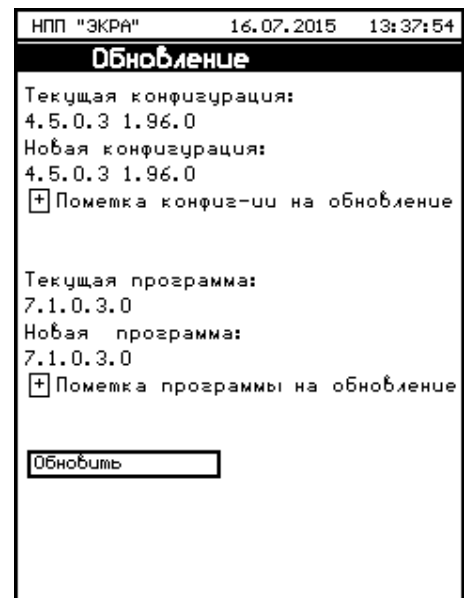 НПП "ЭКРА" 16.07.2015 13:37:54
Обновление
Текущая конфигурация:
4.5.0.3 1.96.0
Новая конфигурация:
4.5.0.3 1.96.0
+ Пометка конфиг-ии на обновление
Текущая программа:
7.1.0.3.0
Новая программа:
7.1.0.3.0
+ Пометка программы на обновление
Обновить